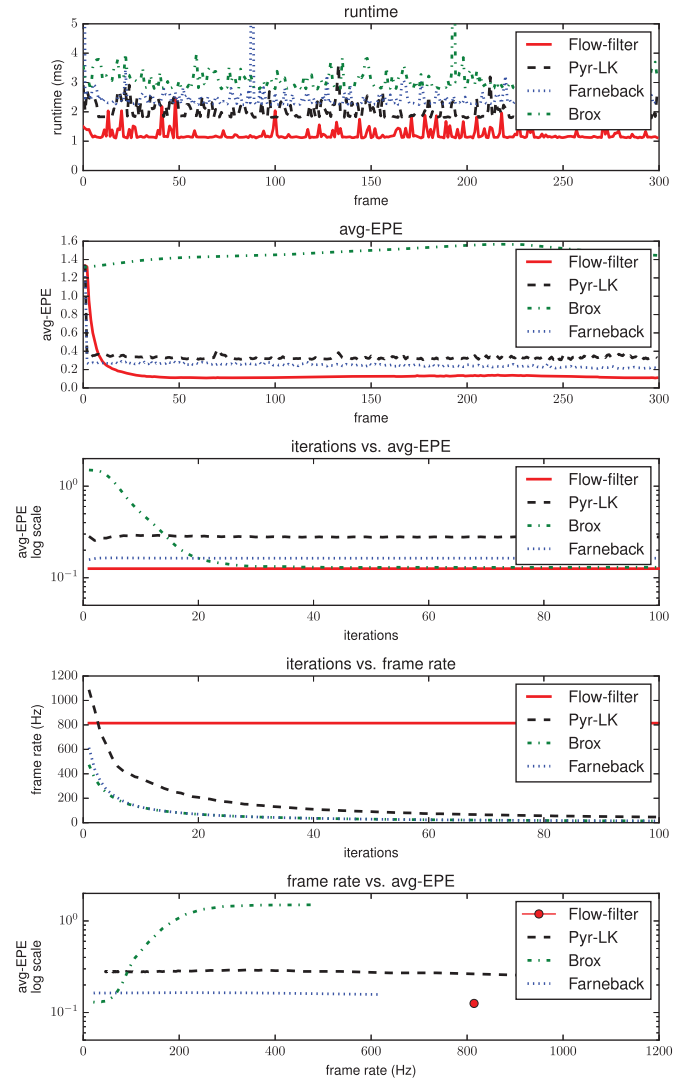 runtime
runtime (ms)
5
4
3
2
1
0
Flow-filter
Pyr-LK
Farneback
Brox
0 50 100 150 200 250 300
frame
avg-EPE
avg-EPE
1.6
1.4
1.2
1.0
0.8
0.6
0.4
0.2
0.0
Flow-filter
Pyr-LK
Brox
Farneback
0 50 100 150 200 250 300
frame
iterations vs. avg-EPE
avg-EPE
log scale
10⁰
10⁻¹
Flow-filter
Pyr-LK
Brox
Farneback
0 20 40 60 80 100
iterations
iterations vs. frame rate
frame rate (Hz)
1200
1000
800
600
400
200
0
Flow-filter
Pyr-LK
Brox
Farneback
0 20 40 60 80 100
iterations
frame rate vs. avg-EPE
avg-EPE
log scale
10⁰
10⁻¹
Flow-filter
Pyr-LK
Brox
Farneback
0 200 400 600 800 1000 1200
frame rate (Hz)